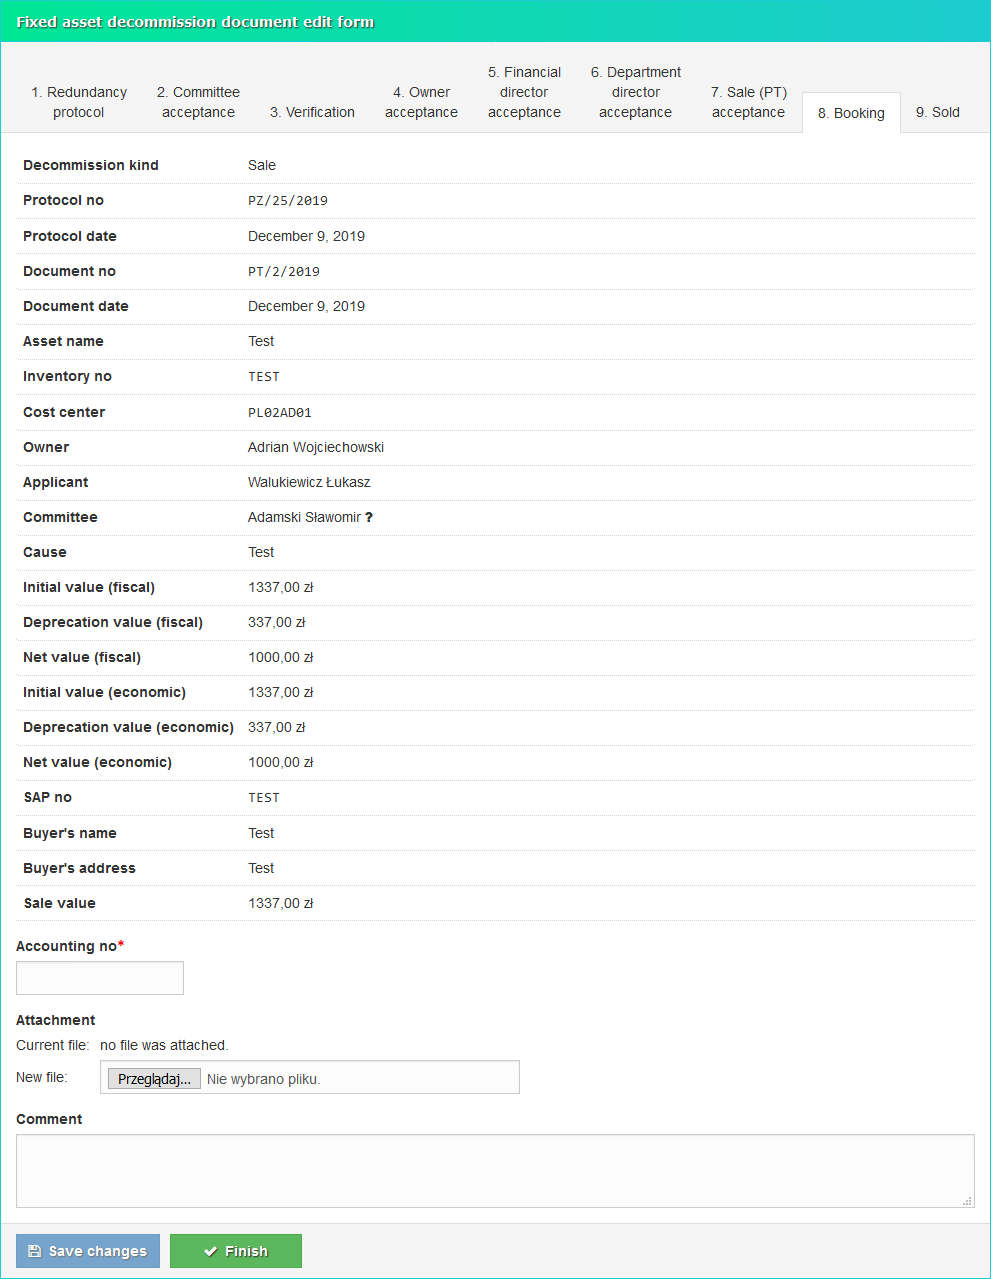 Fixed asset decommission document edit form
1. Redundancy protocol
2. Committee acceptance
3. Verification
4. Owner acceptance
5. Financial director acceptance
6. Department director acceptance
7. Sale (PT) acceptance
8. Booking
9. Sold
Decommission kind Sale
Protocol no PZ/25/2019
Protocol date December 9, 2019
Document no PT/2/2019
Document date December 9, 2019
Asset name Test
Inventory no TEST
Cost center PL02AD01
Owner Adrian Wojciechowski
Applicant Walukiewicz Łukasz
Committee Adamski Sławomir ?
Cause Test
Initial value (fiscal) 1337,00 zł
Deprecation value (fiscal) 337,00 zł
Net value (fiscal) 1000,00 zł
Initial value (economic) 1337,00 zł
Deprecation value (economic) 337,00 zł
Net value (economic) 1000,00 zł
SAP no TEST
Buyer's name Test
Buyer's address Test
Sale value 1337,00 zł
Accounting no*
Attachment
Current file: no file was attached.
New file: Przeglądaj... Nie wybrano pliku.
Comment
Save changes
Finish